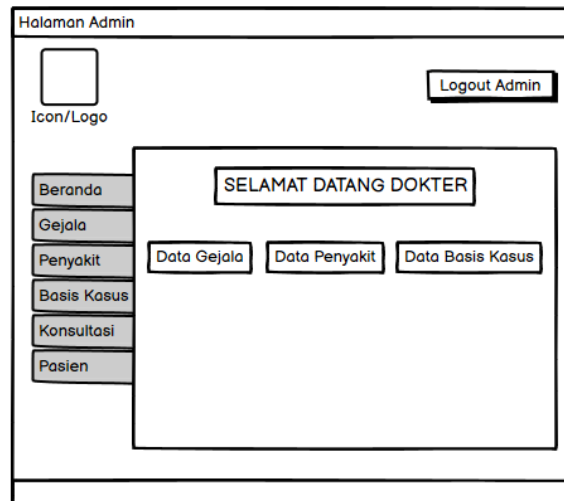 Halaman Admin
Icon/Logo
Logout Admin
SELAMAT DATANG DOKTER
Beranda
Gejala
Penyakit
Basis Kasus
Konsultasi
Pasien
Data Gejala
Data Penyakit
Data Basis Kasus